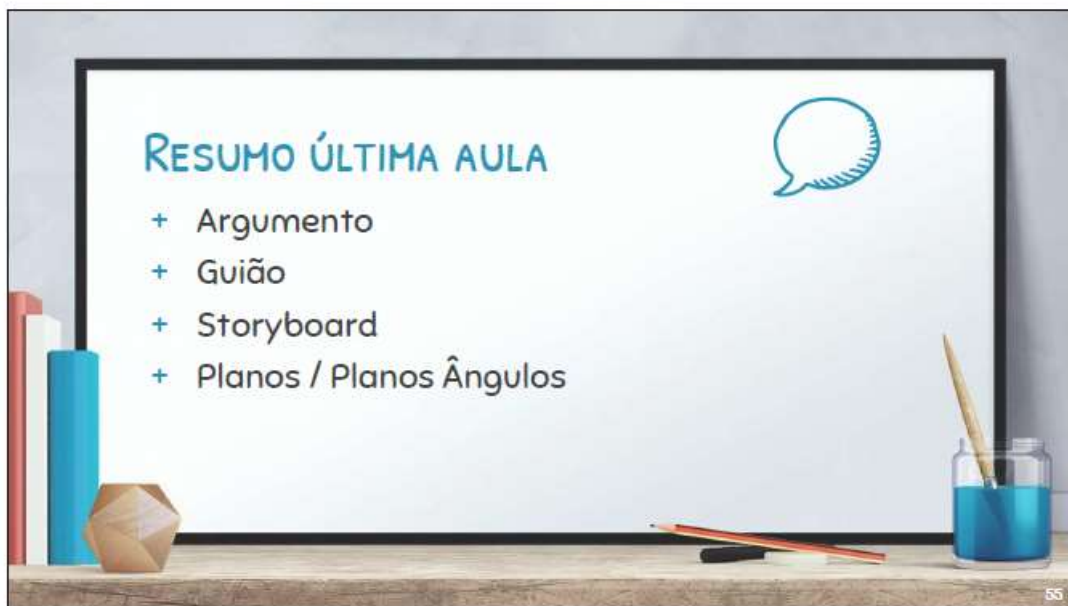 RESUMO ÚLTIMA AULA
+ Argumento
+ Guião
+ Storyboard
+ Planos / Planos Ângulos
55